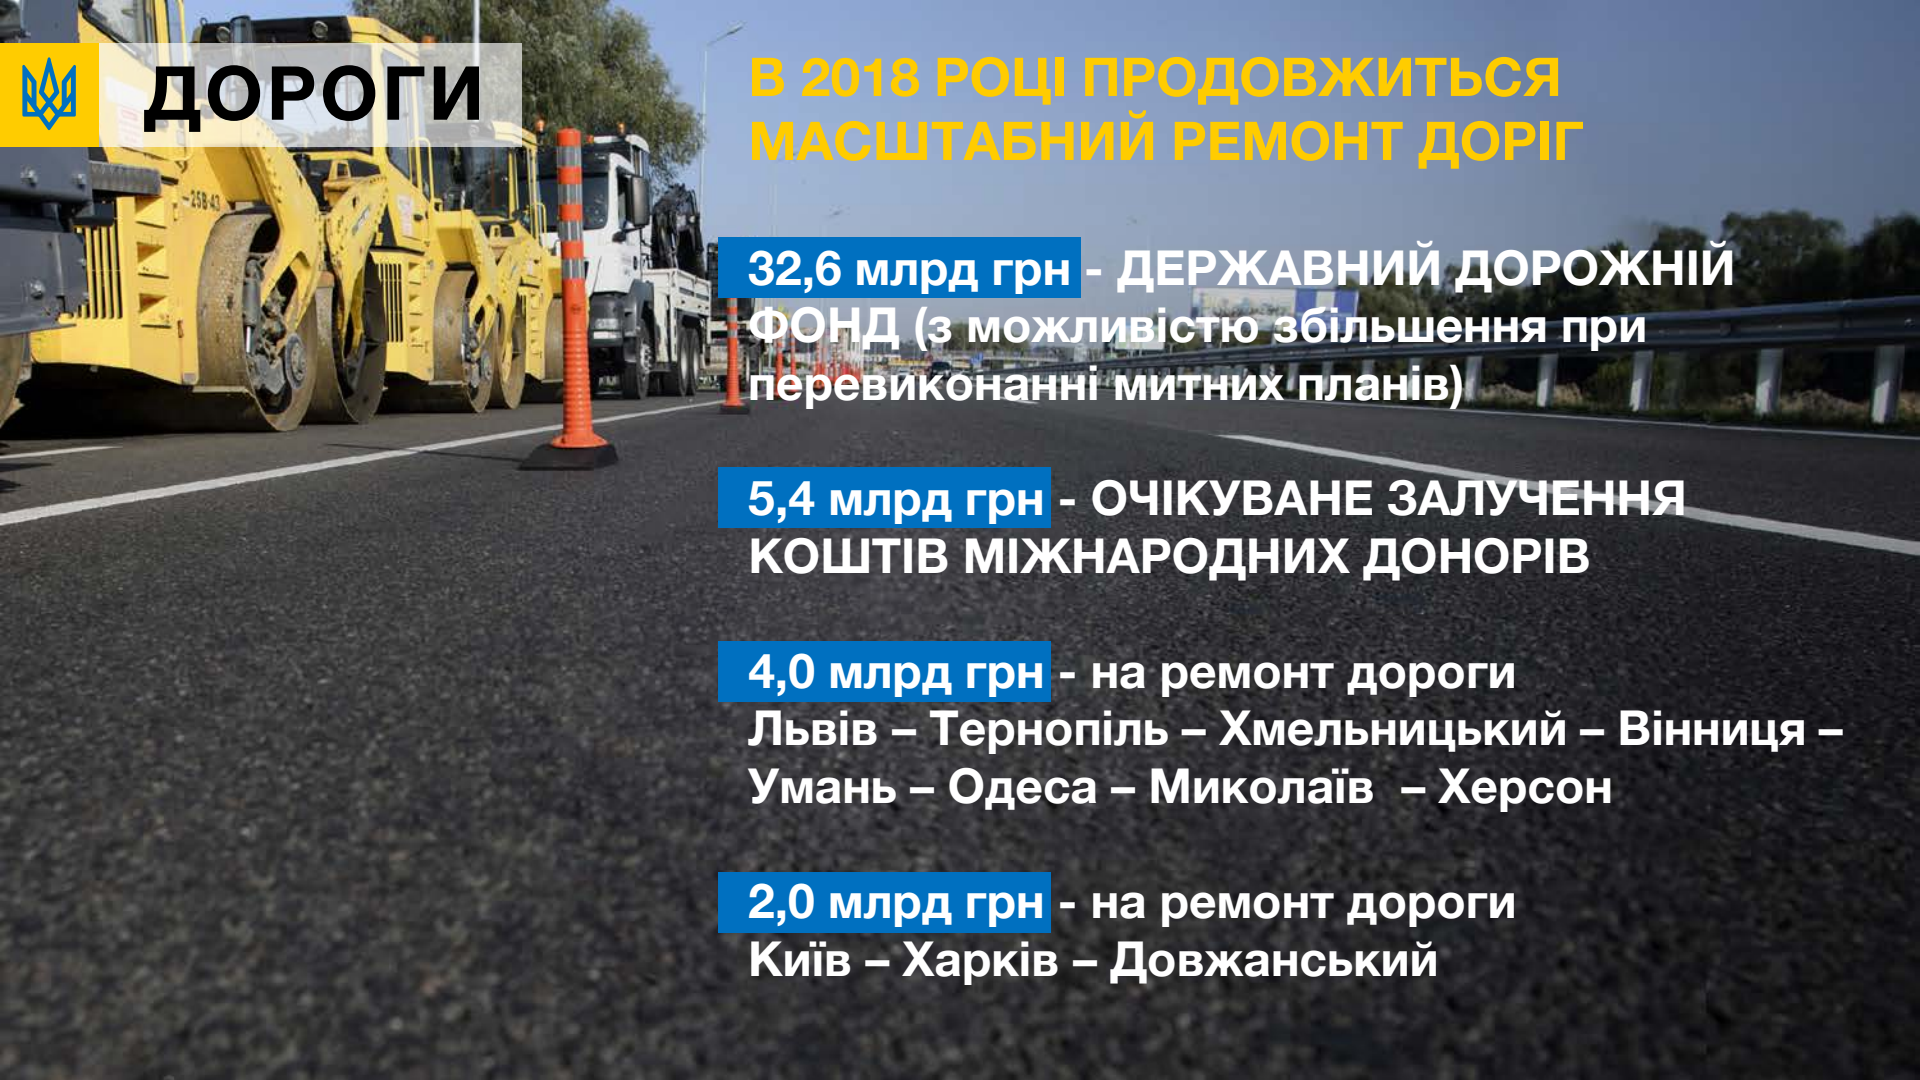 ДОРОГИ
В 2018 РОЦІ ПРОДОВЖИТЬСЯ
МАСШТАБНИЙ РЕМОНТ ДОРІГ
32,6 млрд грн - ДЕРЖАВНИЙ ДОРОЖНІЙ
ФОНД (з можливістю збільшення при
перевиконанні митних планів)
5,4 млрд грн - ОЧІКУВАНЕ ЗАЛУЧЕННЯ
КОШТІВ МІЖНАРОДНИХ ДОНОРІВ
4,0 млрд грн - на ремонт дороги
Львів – Тернопіль – Хмельницький – Вінниця –
Умань – Одеса – Миколаїв – Херсон
2,0 млрд грн - на ремонт дороги
Київ – Харків – Довжанський